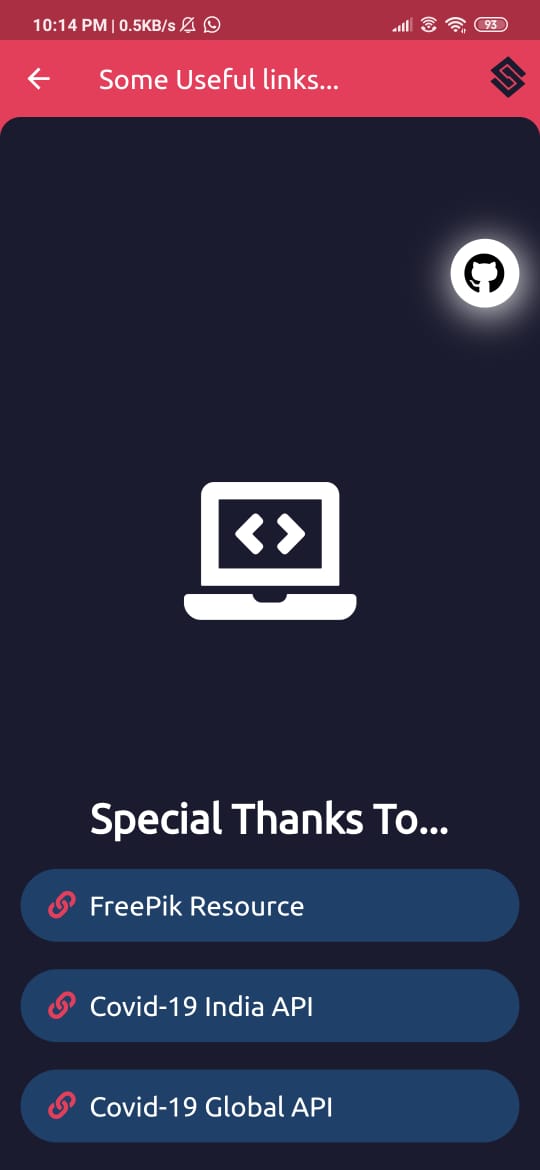 10:14 PM | 0.5KB/s
93
Some Useful links...
Special Thanks To...
FreePik Resource
Covid-19 India API
Covid-19 Global API